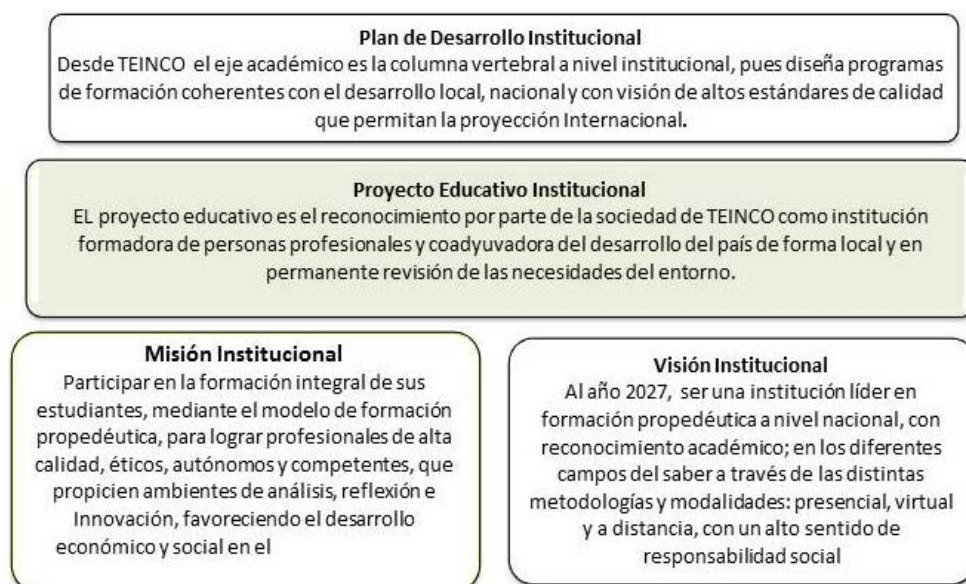 Plan de Desarrollo Institucional
Desde TEINCO el eje académico es la columna vertebral a nivel institucional, pues diseña programas
de formación coherentes con el desarrollo local, nacional y con visión de altos estándares de calidad
que permitan la proyección Internacional.
Proyecto Educativo Institucional
EL proyecto educativo es el reconocimiento por parte de la sociedad de TEINCO como institución
formadora de personas profesionales y coadyuvadora del desarrollo del país de forma local y en
permanente revisión de las necesidades del entorno.
Misión Institucional
Participar en la formación integral de sus
estudiantes, mediante el modelo de formación
propedéutica, para lograr profesionales de alta
calidad, éticos, autónomos y competentes, que
propicien ambientes de análisis, reflexión e
Innovación, favoreciendo el desarrollo
económico y social en el
Visión Institucional
Al año 2027, ser una institución líder en
formación propedéutica a nivel nacional, con
reconocimiento académico; en los diferentes
campos del saber a través de las distintas
metodologías y modalidades: presencial, virtual
y a distancia, con un alto sentido de
responsabilidad social